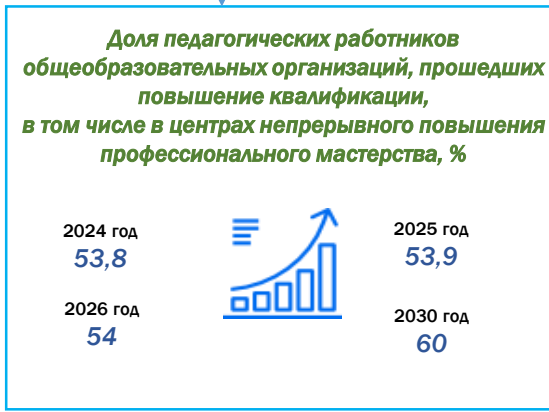 Доля педагогических работников
общеобразовательных организаций, прошедших
повышение квалификации,
в том числе в центрах непрерывного повышения
профессионального мастерства, %
2024 год
53,8
2025 год
53,9
2026 год
54
2030 год
60